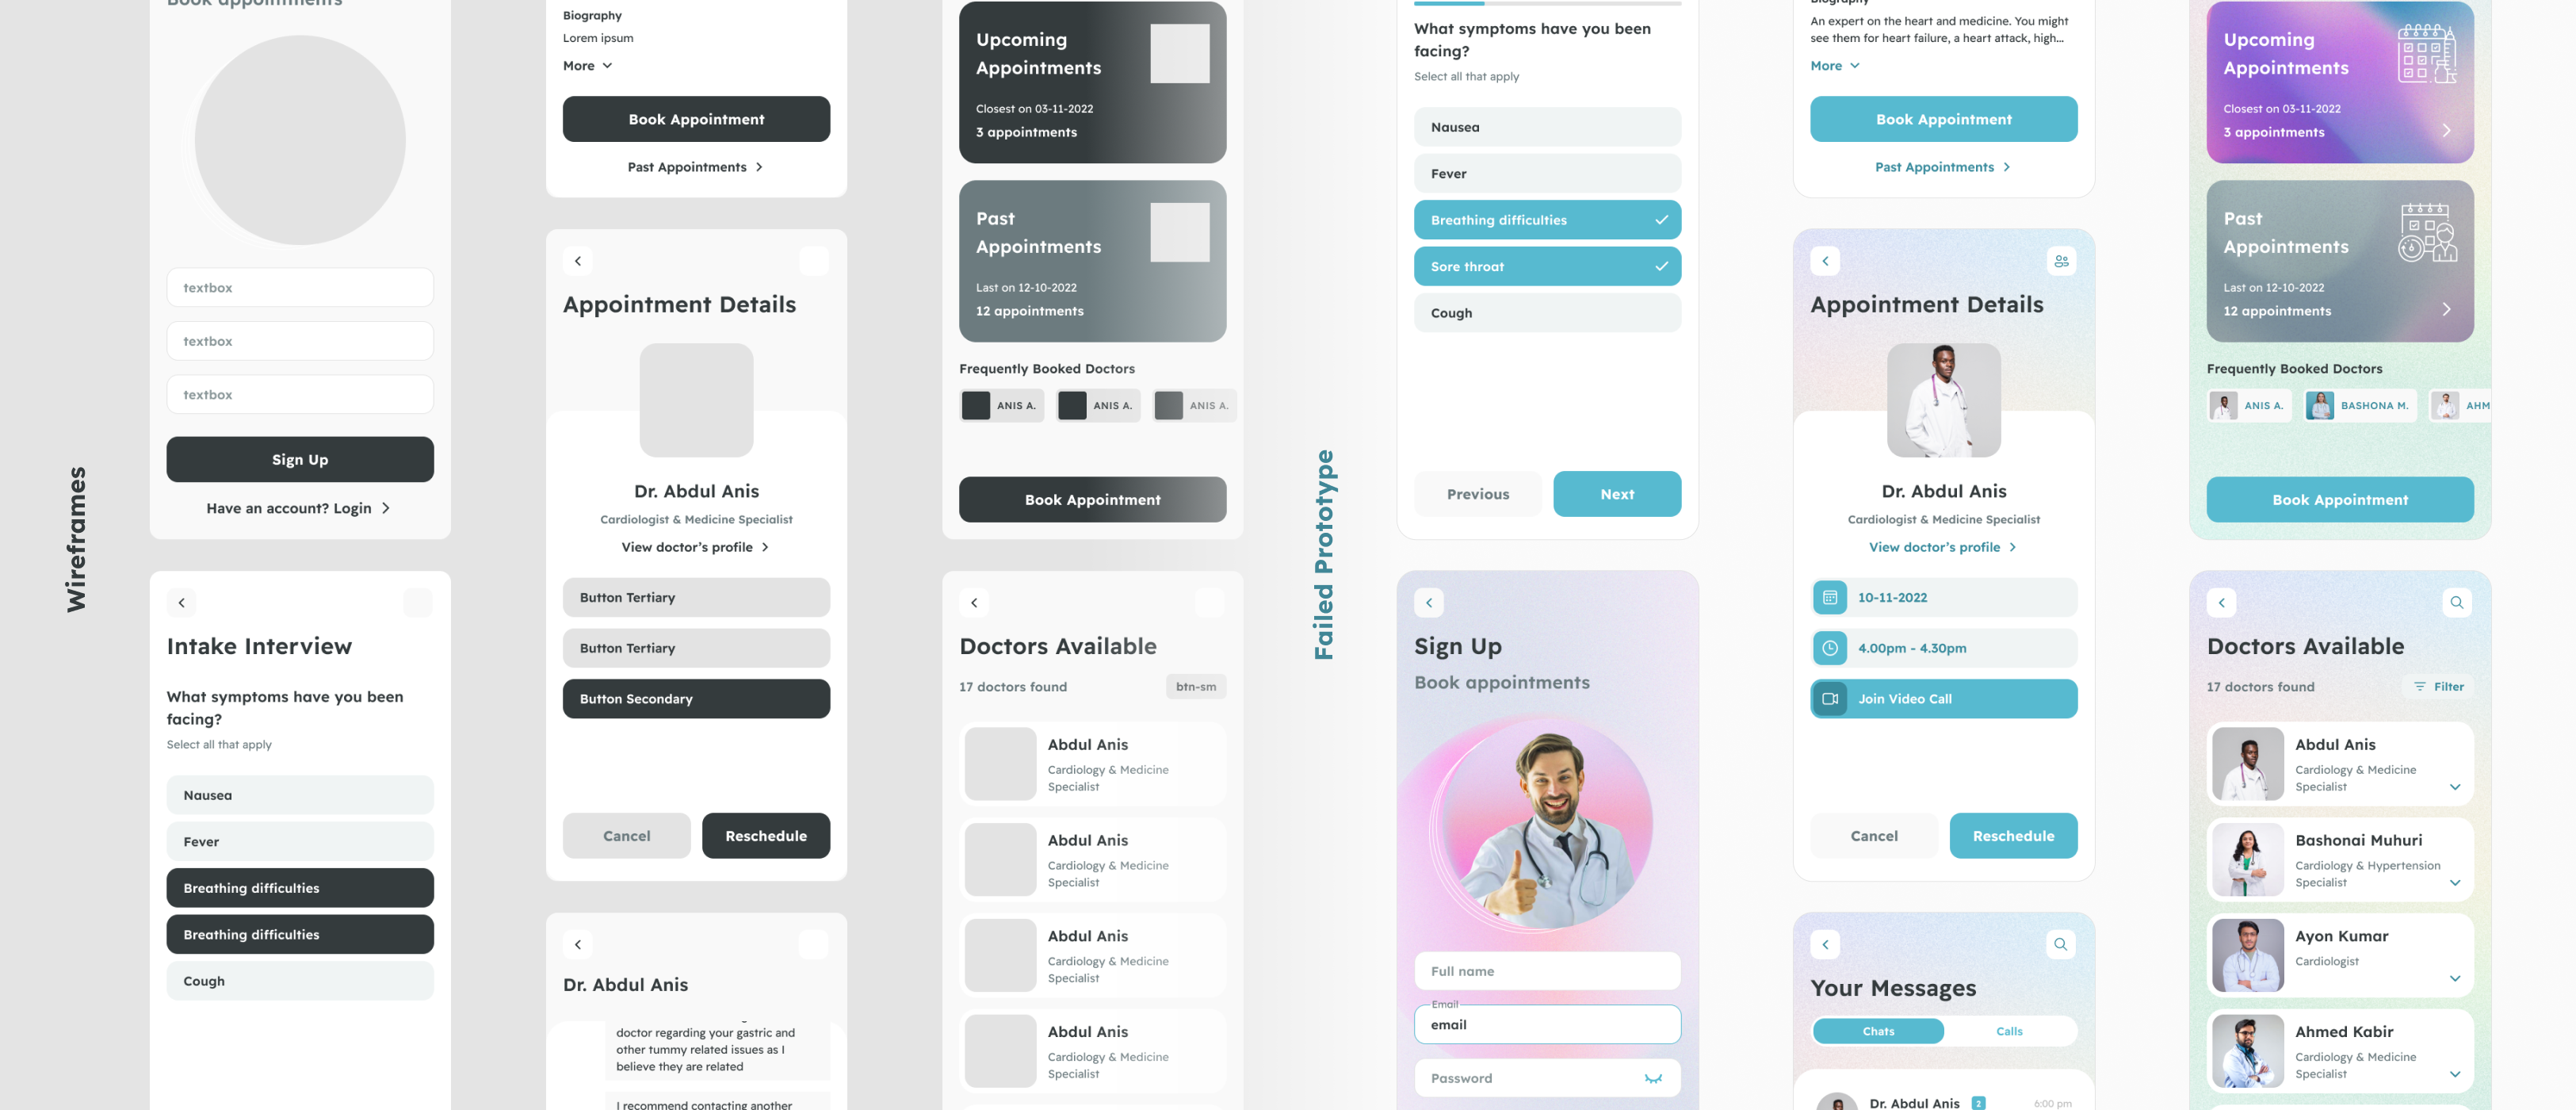 Wireframes
Book appointments
textbox
textbox
textbox
Sign Up
Have an account? Login
Intake Interview
What symptoms have you been
facing?
Select all that apply
Nausea
Fever
Breathing difficulties
Breathing difficulties
Cough
Biography
Lorem ipsum
More
Book Appointment
Past Appointments
Appointment Details
Dr. Abdul Anis
Cardiologist & Medicine Specialist
View doctor’s profile
Button Tertiary
Button Tertiary
Button Secondary
Cancel
Reschedule
Dr. Abdul Anis
doctor regarding your gastric and
other tummy related issues as I
believe they are related
I recommend contacting another
Upcoming
Appointments
Closest on 03-11-2022
3 appointments
Past
Appointments
Last on 12-10-2022
12 appointments
Frequently Booked Doctors
ANIS A.
ANIS A.
ANIS A.
Book Appointment
Doctors Available
17 doctors found
btn-sm
Abdul Anis
Cardiology & Medicine
Specialist
Abdul Anis
Cardiology & Medicine
Specialist
Abdul Anis
Cardiology & Medicine
Specialist
Abdul Anis
Cardiology & Medicine
Specialist
Failed Prototype
What symptoms have you been
facing?
Select all that apply
Nausea
Fever
Breathing difficulties
Sore throat
Cough
Previous
Next
Sign Up
Book appointments
Full name
Email
email
Password
Biography
An expert on the heart and medicine. You might
see them for heart failure, a heart attack, high...
More
Book Appointment
Past Appointments
Appointment Details
Dr. Abdul Anis
Cardiologist & Medicine Specialist
View doctor’s profile
10-11-2022
4.00pm - 4.30pm
Join Video Call
Cancel
Reschedule
Your Messages
Chats
Calls
Dr. Abdul Anis
2
6:00 pm
Upcoming
Appointments
Closest on 03-11-2022
3 appointments
Past
Appointments
Last on 12-10-2022
12 appointments
Frequently Booked Doctors
ANIS A.
BASHONA M.
AHM
Book Appointment
Doctors Available
17 doctors found
Filter
Abdul Anis
Cardiology & Medicine
Specialist
Bashonai Muhuri
Cardiology & Hypertension
Specialist
Ayon Kumar
Cardiologist
Ahmed Kabir
Cardiology & Medicine
Specialist